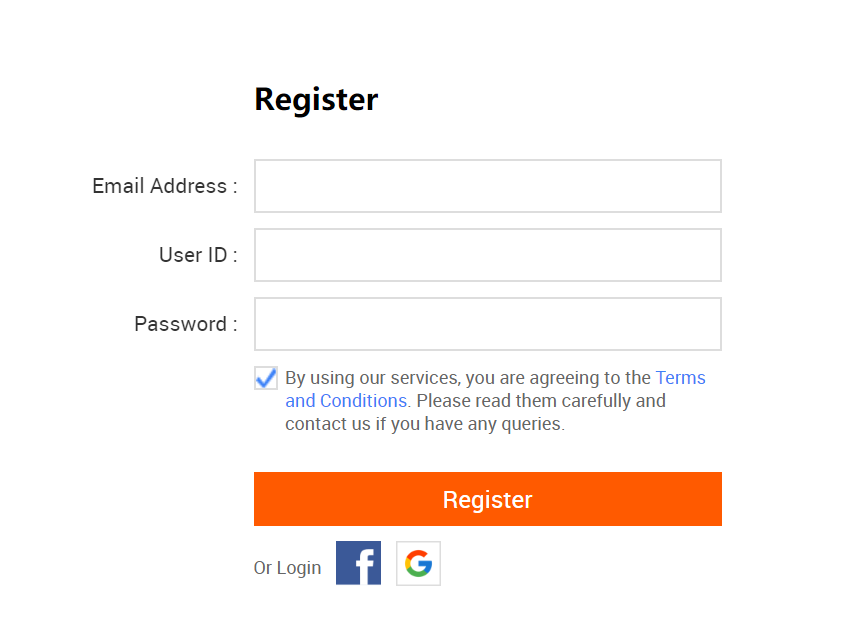 Register
Email Address :
User ID :
Password :
By using our services, you are agreeing to the Terms
and Conditions. Please read them carefully and
contact us if you have any queries.
Register
Or Login f G